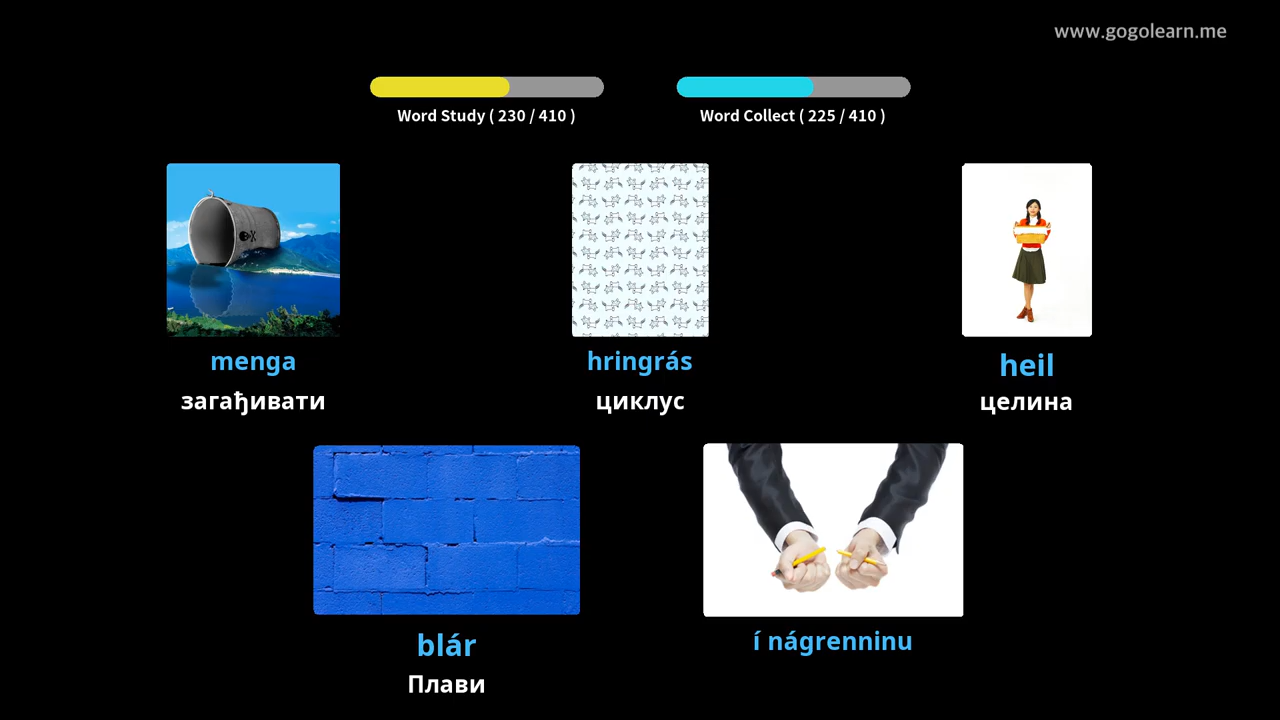 www.gogolearn.me
Word Study ( 230 / 410 )
Word Collect ( 225 / 410 )
menga
загађивати
hringrás
циклус
heil
целина
blár
Плави
í nágrenninu